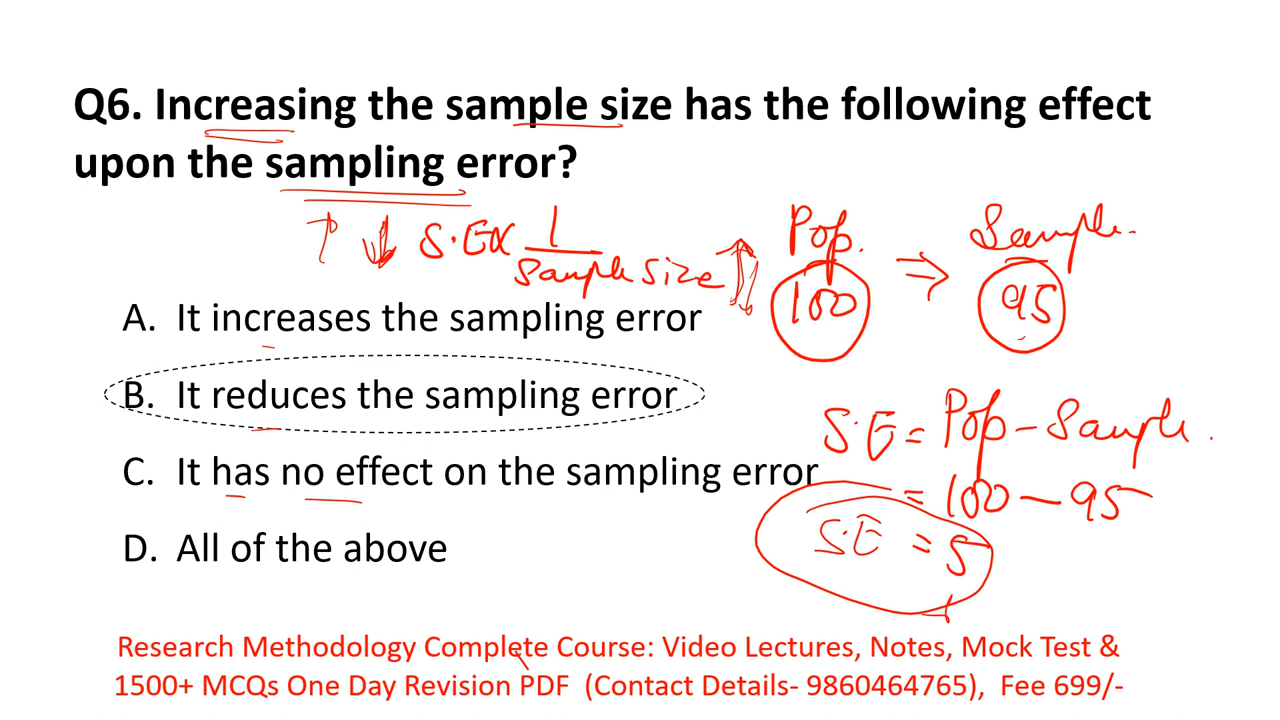 Q6. Increasing the sample size has the following effect
upon the sampling error?
↑ ↓ S.E ∝ 1/Sample Size
Pop. ⇒ Sample.
100 95
A. It increases the sampling error
B. It reduces the sampling error
S.E = Pop - Sample.
C. It has no effect on the sampling error
= 100 - 95
S.E = 5
D. All of the above
Research Methodology Complete Course: Video Lectures, Notes, Mock Test &
1500+ MCQs One Day Revision PDF (Contact Details- 9860464765), Fee 699/-